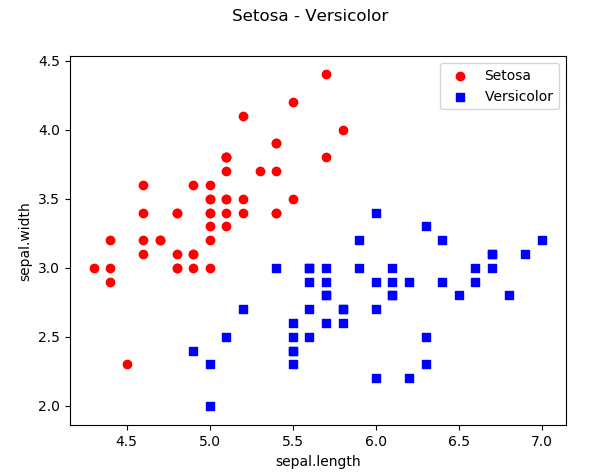 Setosa - Versicolor
Setosa
Versicolor
4.5
4.0
3.5
3.0
2.5
2.0
sepal.width
4.5 5.0 5.5 6.0 6.5 7.0
sepal.length